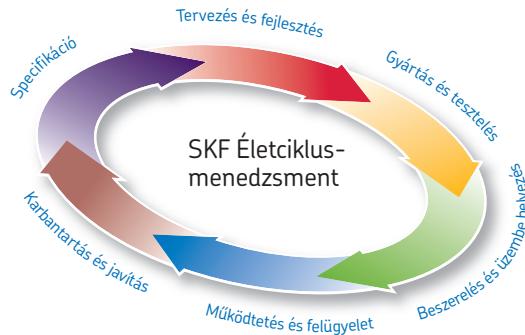 Specifikáció
Tervezés és fejlesztés
Gyártás és tesztelés
Beszerelés és üzembe helyezés
Működtetés és felügyelet
Karbantartás és javítás
SKF Életciklus-
menedzsment